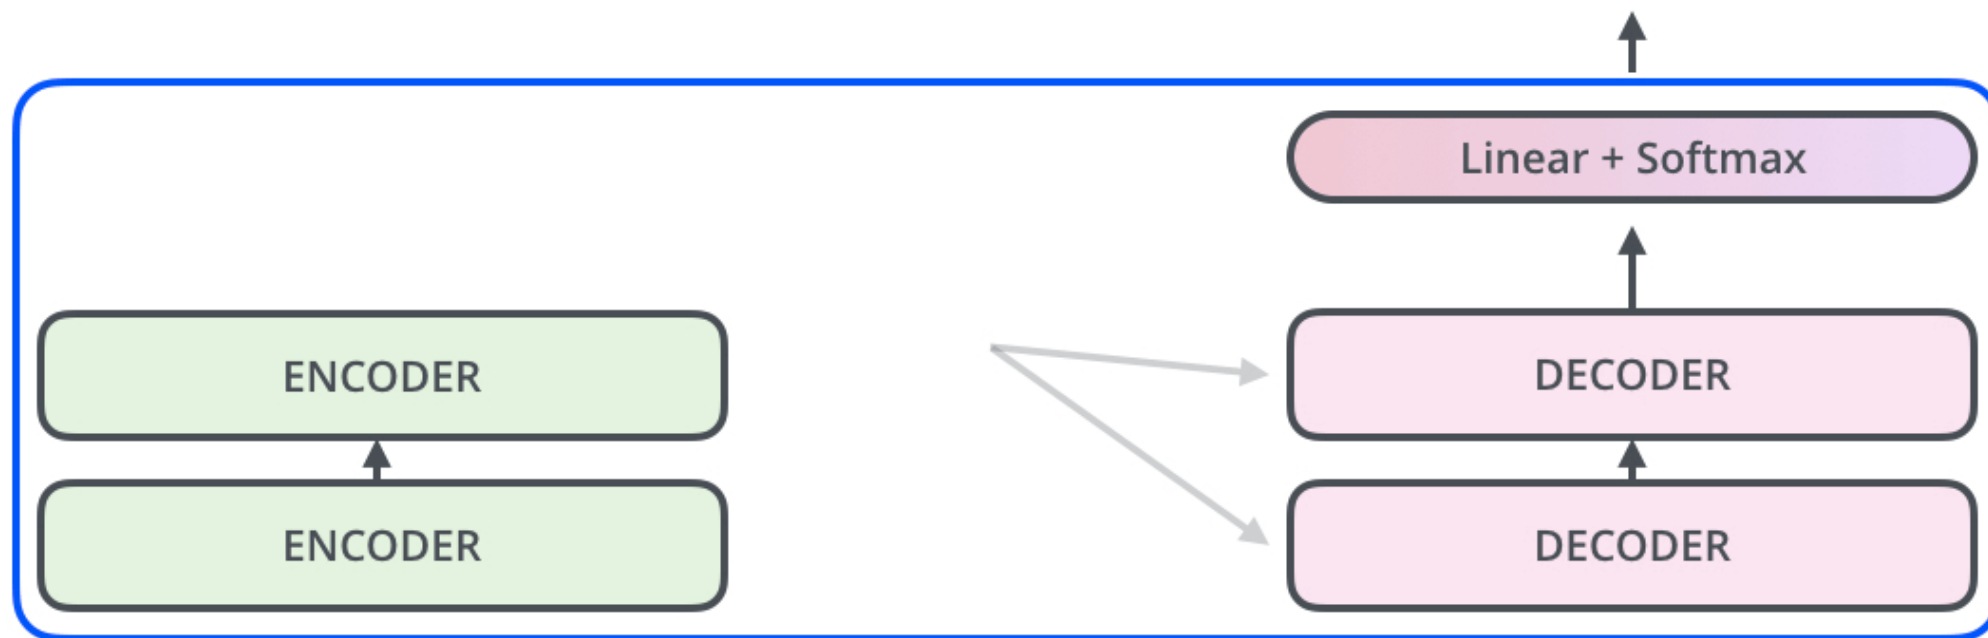 Linear + Softmax
ENCODER
DECODER
ENCODER
DECODER